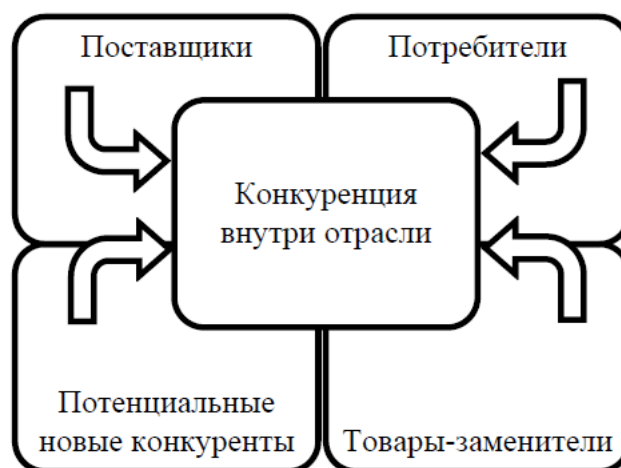 Поставщики
Потребители
Конкуренция
внутри отрасли
Потенциальные
новые конкуренты
Товары-заменители